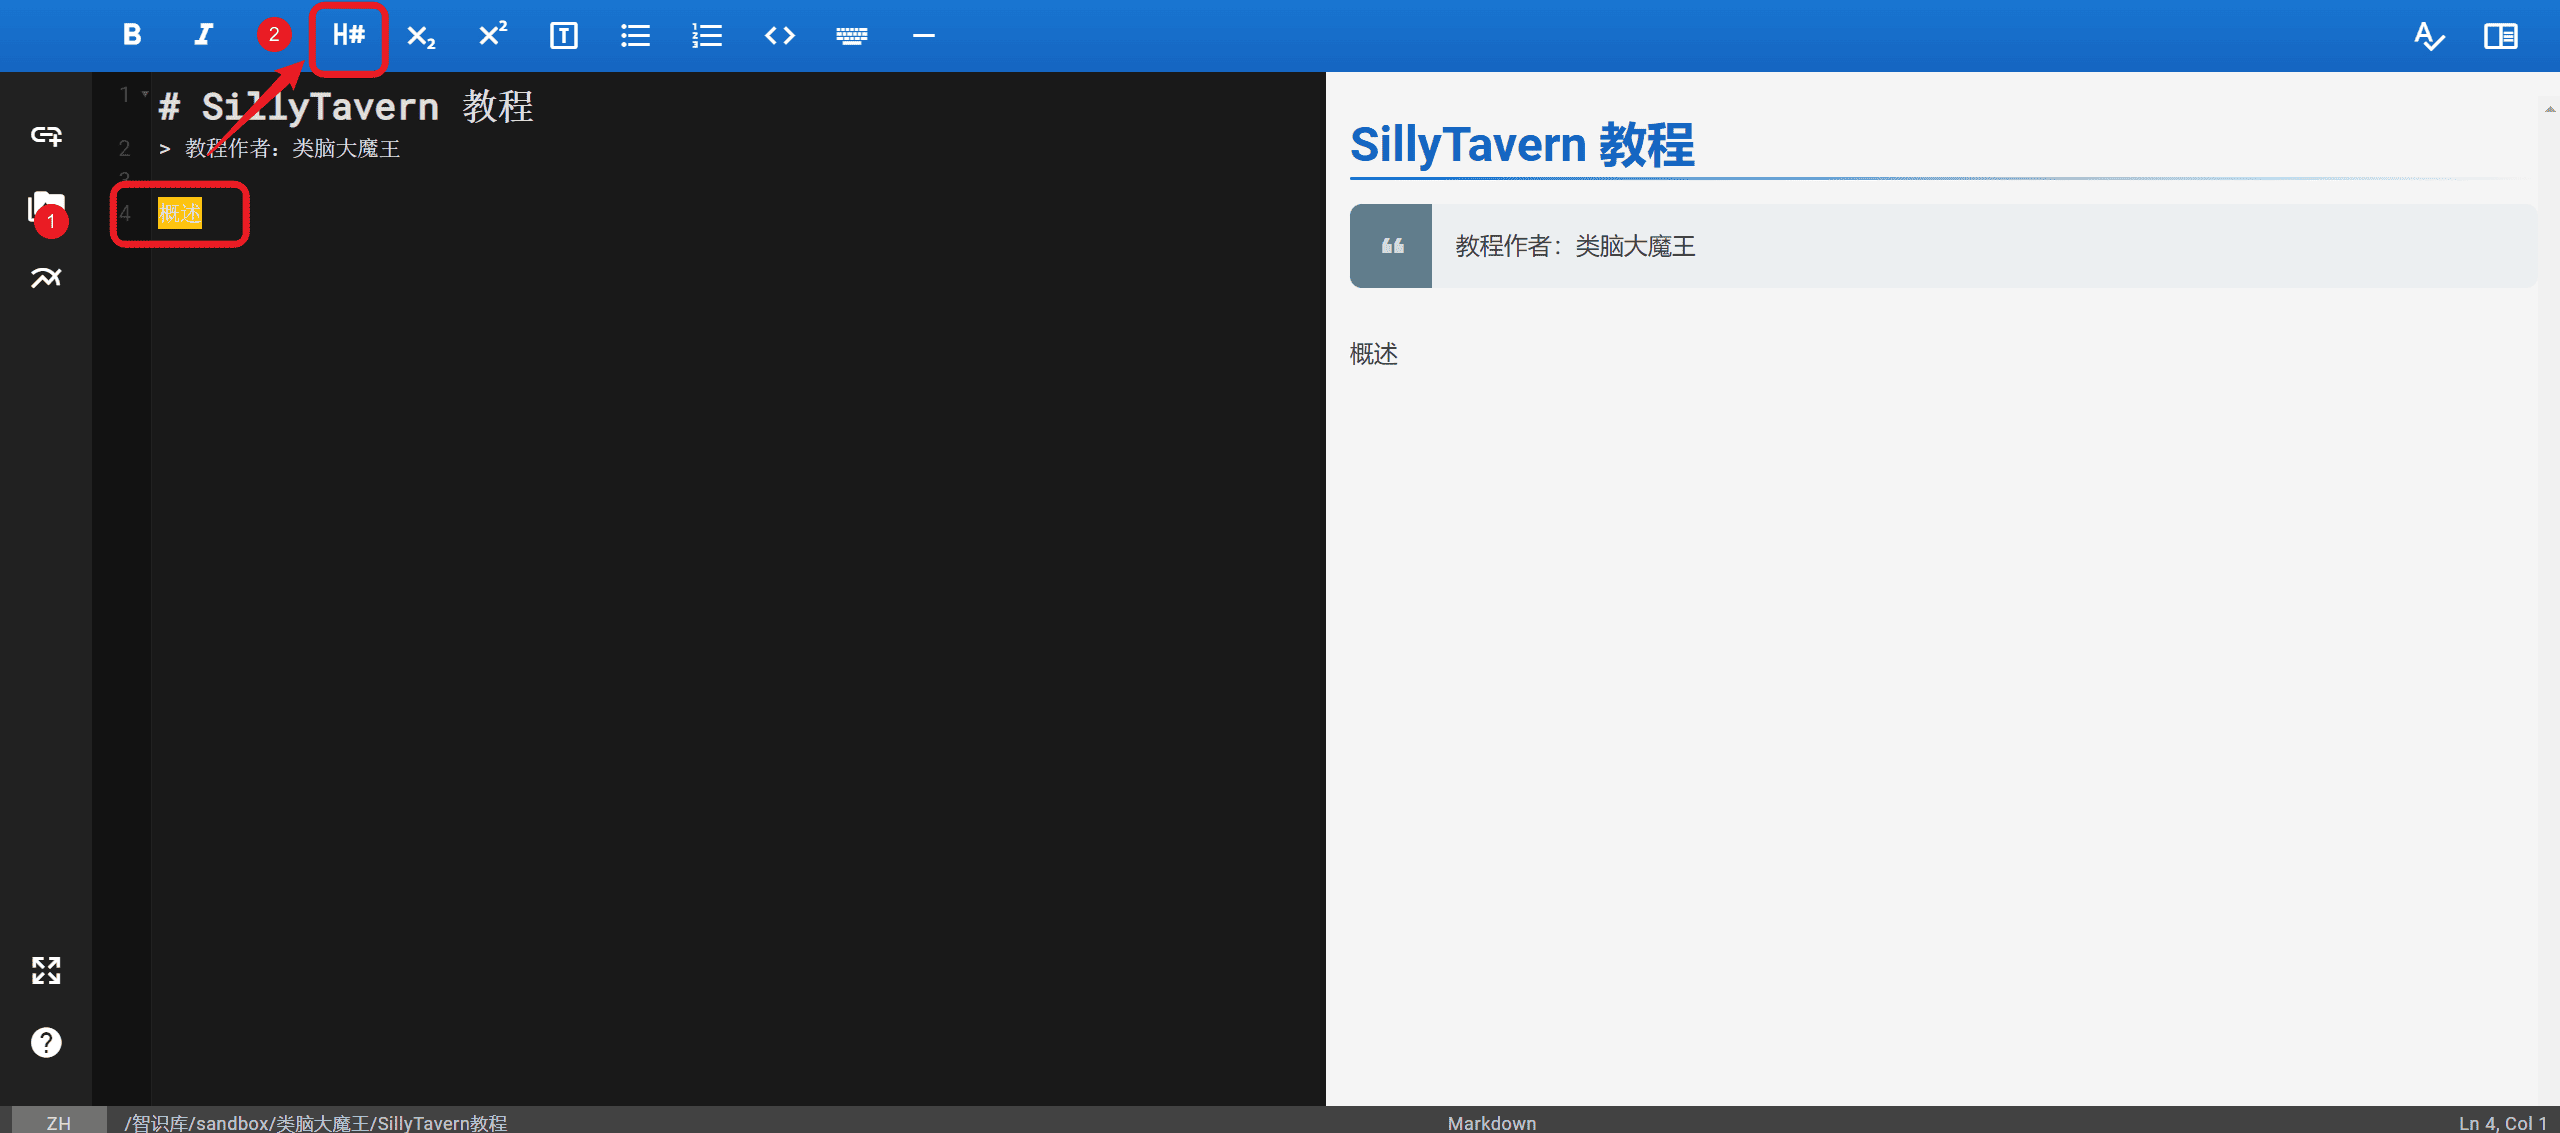 B I 2 H# X₂ X² T <>
1 # SillyTavern 教程
2 > 教程作者：类脑大魔王
3
4 概述
1
SillyTavern 教程
教程作者：类脑大魔王
概述
ZH /智识库/sandbox/类脑大魔王/SillyTavern教程 Markdown Ln 4, Col 1